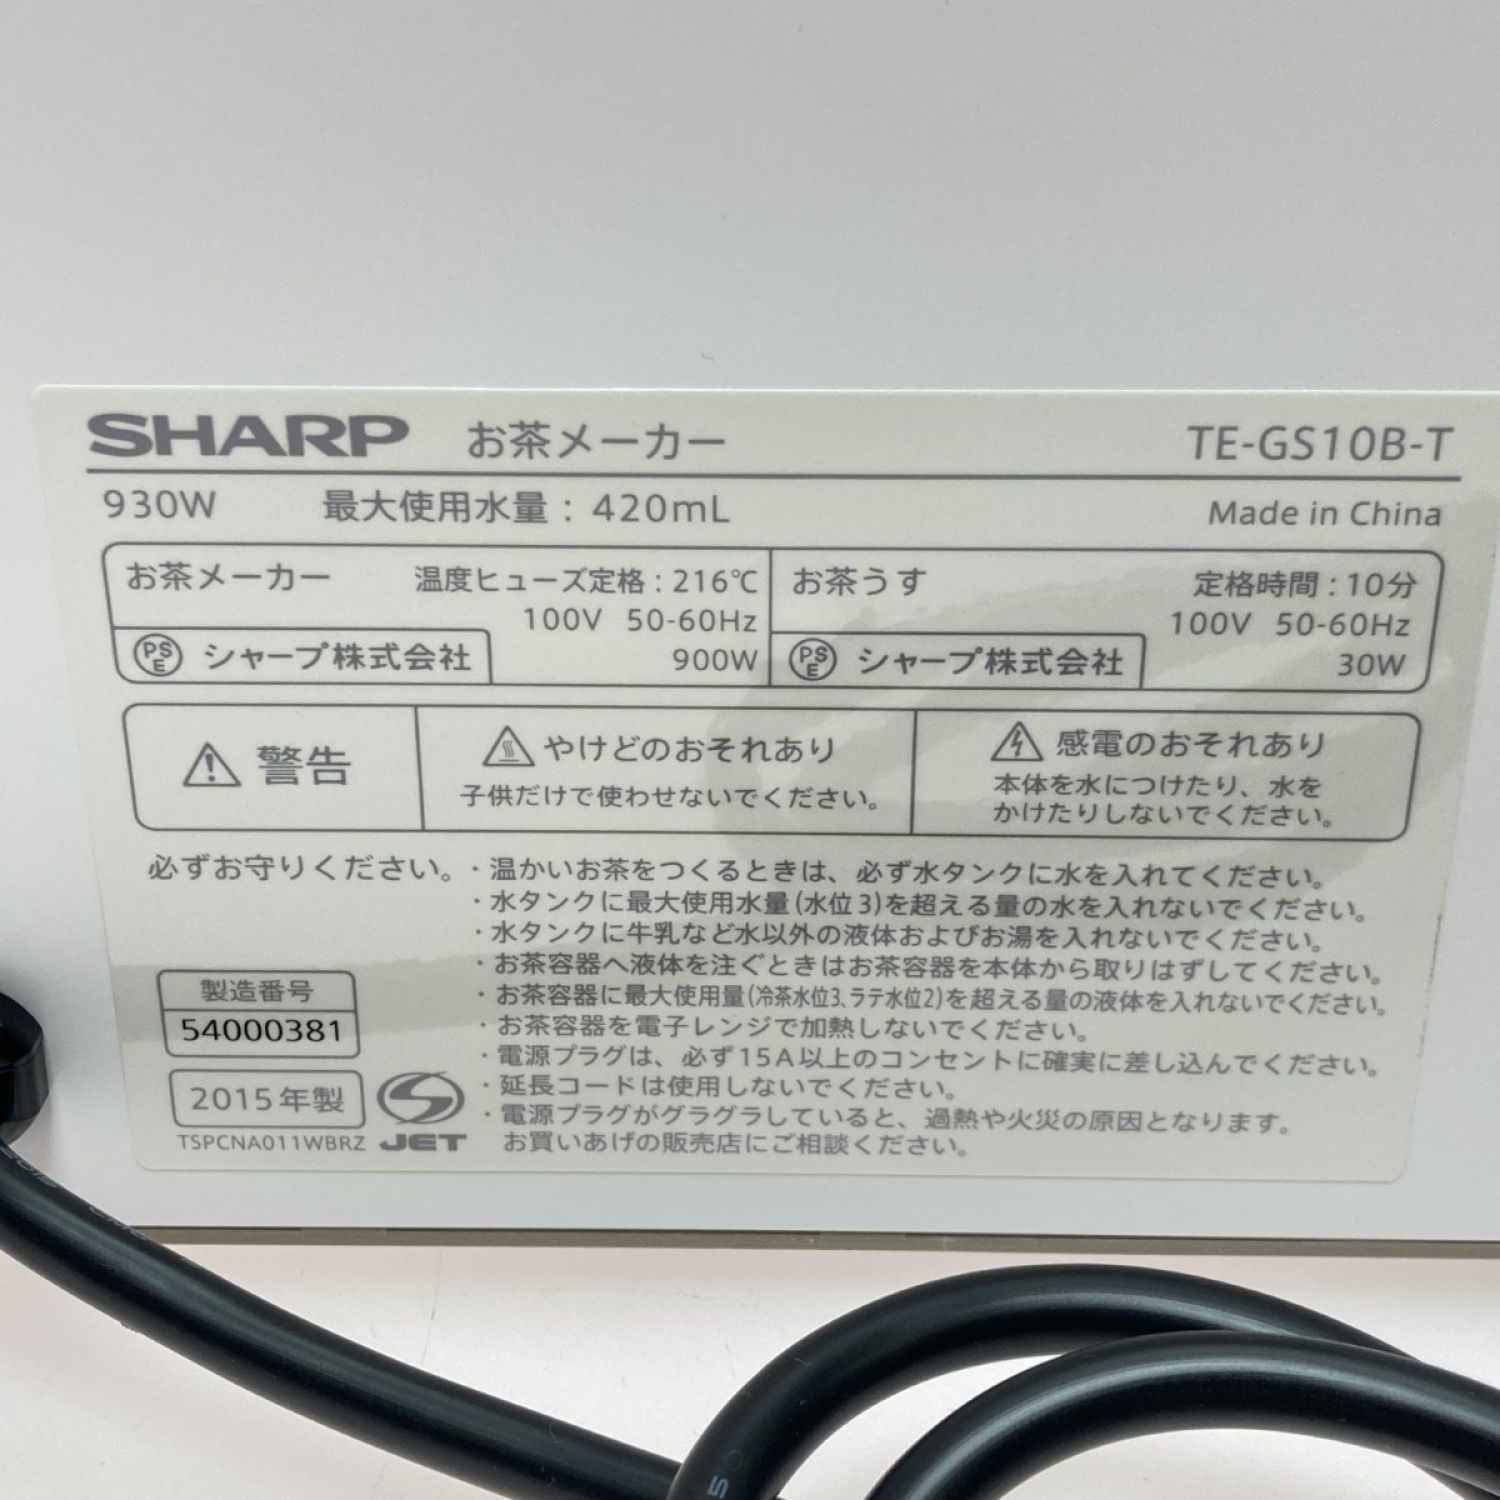 SHARP お茶メーカー TE-GS10B-T
930W 最大使用水量：420mL Made in China
お茶メーカー 温度ヒューズ定格：216℃
100V 50-60Hz
PSE シャープ株式会社 900W
お茶うす 定格時間：10分
100V 50-60Hz
PSE シャープ株式会社 30W
警告
やけどのおそれあり
子供だけで使わせないでください。
感電のおそれあり
本体を水につけたり、水を
かけたりしないでください。
必ずお守りください。・温かいお茶をつくるときは、必ず水タンクに水を入れてください。
・水タンクに最大使用水量(水位3)を超える量の水を入れないでください。
・水タンクに牛乳など水以外の液体およびお湯を入れないでください。
・お茶容器へ液体を注ぐときはお茶容器を本体から取りはずしてください。
・お茶容器に最大使用量(冷茶水位3、ラテ水位2)を超える量の液体を入れないでください。
・お茶容器を電子レンジで加熱しないでください。
・電源プラグは、必ず15A以上のコンセントに確実に差し込んでください。
・延長コードは使用しないでください。
・電源プラグがグラグラしていると、過熱や火災の原因となります。
お買いあげの販売店にご相談ください。
製造番号
54000381
2015年製
TSPCNA011WBRZ
JET